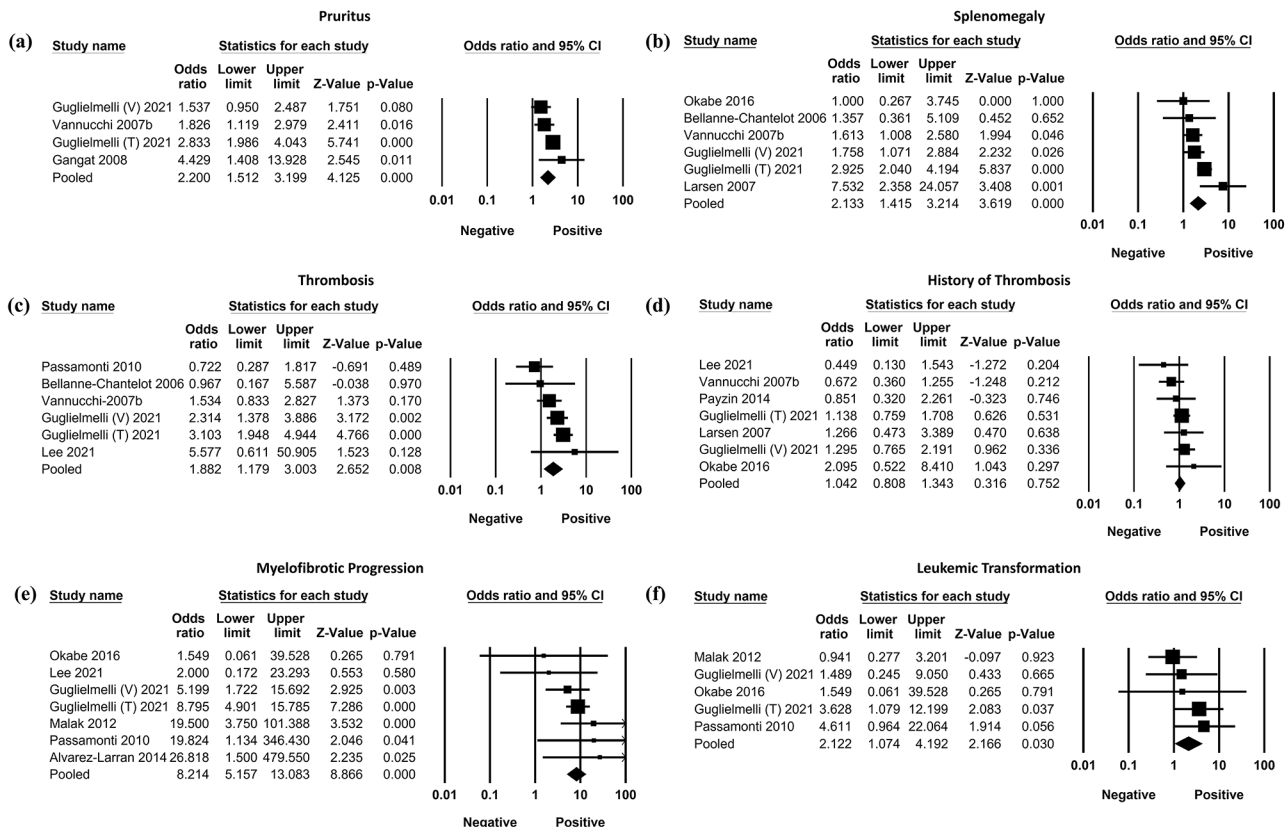 Pruritus
(a)
Study name Statistics for each study Odds ratio and 95% CI
Odds Lower Upper
ratio limit limit Z-Value p-Value
Guglielmelli (V) 2021 1.537 0.950 2.487 1.751 0.080
Vannucchi 2007b 1.826 1.119 2.979 2.411 0.016
Guglielmelli (T) 2021 2.833 1.986 4.043 5.741 0.000
Gangat 2008 4.429 1.408 13.928 2.545 0.011
Pooled 2.200 1.512 3.199 4.125 0.000
0.01 0.1 1 10 100
Negative Positive
Splenomegaly
(b)
Study name Statistics for each study Odds ratio and 95% CI
Odds Lower Upper
ratio limit limit Z-Value p-Value
Okabe 2016 1.000 0.267 3.745 0.000 1.000
Bellanne-Chantelot 2006 1.357 0.361 5.109 0.452 0.652
Vannucchi 2007b 1.613 1.008 2.580 1.994 0.046
Guglielmelli (V) 2021 1.758 1.071 2.884 2.232 0.026
Guglielmelli (T) 2021 2.925 2.040 4.194 5.837 0.000
Larsen 2007 7.532 2.358 24.057 3.408 0.001
Pooled 2.133 1.415 3.214 3.619 0.000
0.01 0.1 1 10 100
Negative Positive
Thrombosis
(c)
Study name Statistics for each study Odds ratio and 95% CI
Odds Lower Upper
ratio limit limit Z-Value p-Value
Passamonti 2010 0.722 0.287 1.817 -0.691 0.489
Bellanne-Chantelot 2006 0.967 0.167 5.587 -0.038 0.970
Vannucchi-2007b 1.534 0.833 2.827 1.373 0.170
Guglielmelli (V) 2021 2.314 1.378 3.886 3.172 0.002
Guglielmelli (T) 2021 3.103 1.948 4.944 4.766 0.000
Lee 2021 5.577 0.611 50.905 1.523 0.128
Pooled 1.882 1.179 3.003 2.652 0.008
0.01 0.1 1 10 100
Negative Positive
History of Thrombosis
(d)
Study name Statistics for each study Odds ratio and 95% CI
Odds Lower Upper
ratio limit limit Z-Value p-Value
Lee 2021 0.449 0.130 1.543 -1.272 0.204
Vannucchi 2007b 0.672 0.360 1.255 -1.248 0.212
Payzin 2014 0.851 0.320 2.261 -0.323 0.746
Guglielmelli (T) 2021 1.138 0.759 1.708 0.626 0.531
Larsen 2007 1.266 0.473 3.389 0.470 0.638
Guglielmelli (V) 2021 1.295 0.765 2.191 0.962 0.336
Okabe 2016 2.095 0.522 8.410 1.043 0.297
Pooled 1.042 0.808 1.343 0.316 0.752
0.01 0.1 1 10 100
Negative Positive
Myelofibrotic Progression
(e)
Study name Statistics for each study Odds ratio and 95% CI
Odds Lower Upper
ratio limit limit Z-Value p-Value
Okabe 2016 1.549 0.061 39.528 0.265 0.791
Lee 2021 2.000 0.172 23.293 0.553 0.580
Guglielmelli (V) 2021 5.199 1.722 15.692 2.925 0.003
Guglielmelli (T) 2021 8.795 4.901 15.785 7.286 0.000
Malak 2012 19.500 3.750 101.388 3.532 0.000
Passamonti 2010 19.824 1.134 346.430 2.046 0.041
Alvarez-Larran 2014 26.818 1.500 479.550 2.235 0.025
Pooled 8.214 5.157 13.083 8.866 0.000
0.01 0.1 1 10 100
Negative Positive
Leukemic Transformation
(f)
Study name Statistics for each study Odds ratio and 95% CI
Odds Lower Upper
ratio limit limit Z-Value p-Value
Malak 2012 0.941 0.277 3.201 -0.097 0.923
Guglielmelli (V) 2021 1.489 0.245 9.050 0.433 0.665
Okabe 2016 1.549 0.061 39.528 0.265 0.791
Guglielmelli (T) 2021 3.628 1.079 12.199 2.083 0.037
Passamonti 2010 4.611 0.964 22.064 1.914 0.056
Pooled 2.122 1.074 4.192 2.166 0.030
0.01 0.1 1 10 100
Negative Positive